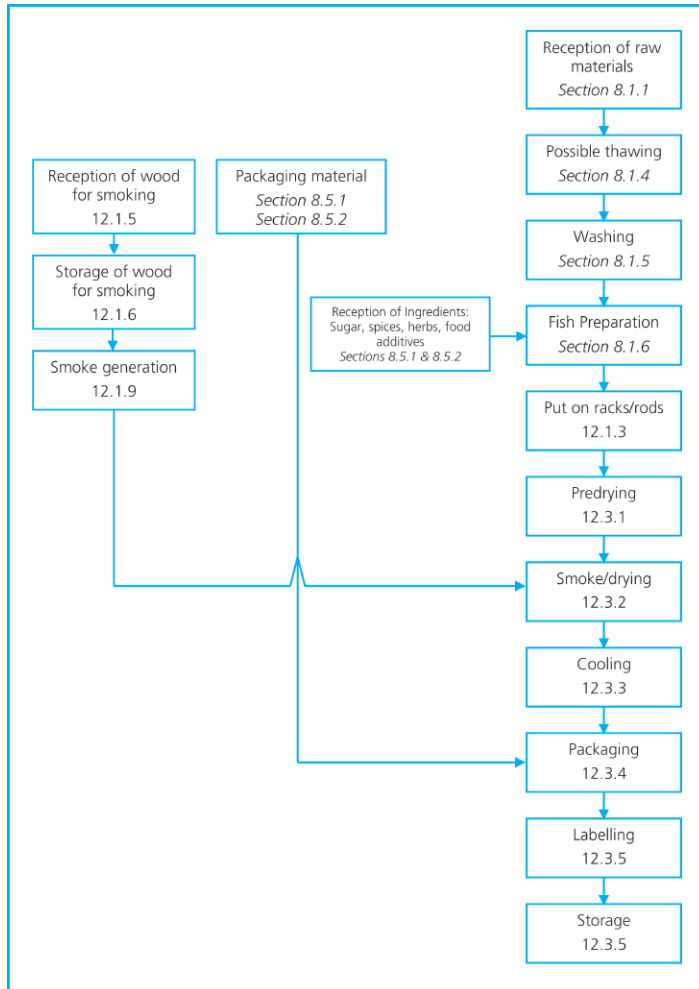 Reception of raw
materials
Section 8.1.1
Possible thawing
Section 8.1.4
Washing
Section 8.1.5
Reception of wood
for smoking
12.1.5
Storage of wood
for smoking
12.1.6
Smoke generation
12.1.9
Packaging material
Section 8.5.1
Section 8.5.2
Reception of Ingredients:
Sugar, spices, herbs, food
additives
Sections 8.5.1 & 8.5.2
Fish Preparation
Section 8.1.6
Put on racks/rods
12.1.3
Predrying
12.3.1
Smoke/drying
12.3.2
Cooling
12.3.3
Packaging
12.3.4
Labelling
12.3.5
Storage
12.3.5